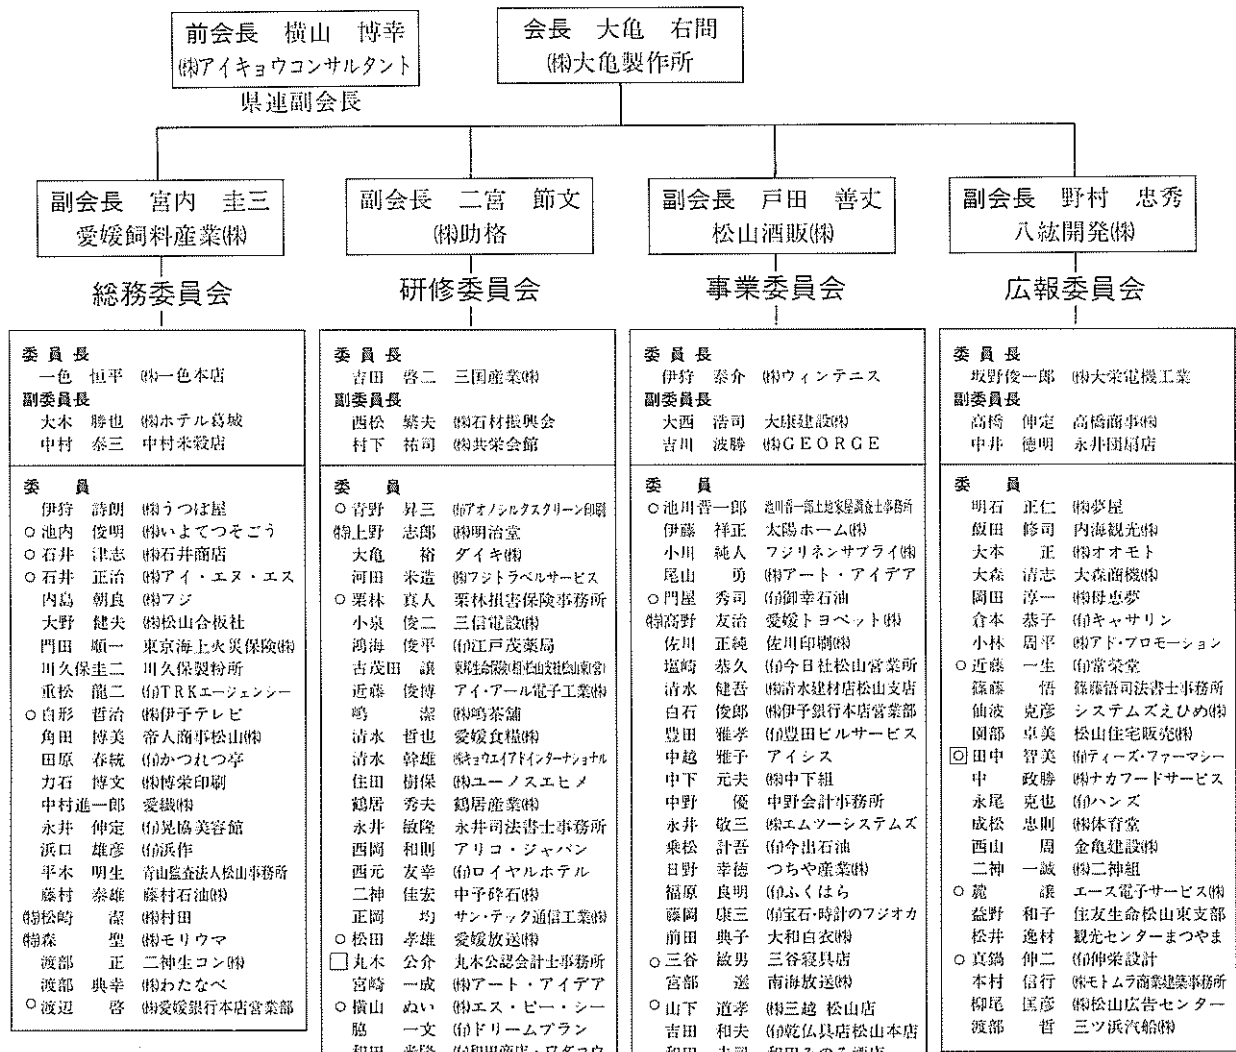 前会長 横山 博幸
㈱アイキョウコンサルタント
県連副会長
会長 大亀 右問
㈱大亀製作所
副会長 宮内 圭三
愛媛飼料産業㈱
総務委員会
委員長
一色 恒平 ㈱一色本店
副委員長
大木 勝也 ㈱ホテル葛城
中村 泰三 中村米穀店
委員
伊狩 詩朗 ㈱うつぼ屋
○池内 俊明 ㈱いよてつそごう
○石井 津志 ㈱石井商店
○石井 正治 ㈱アイ・エヌ・エス
内島 朝良 ㈱フジ
大野 健夫 ㈱松山合板社
門田 順一 東京海上火災保険㈱
川久保圭二 川久保製粉所
重松 龍二 ㈲TRKエージェンシー
○白形 哲治 ㈱伊予テレビ
角田 博美 帝人商事松山㈱
田原 春統 ㈲かつれつ亭
力石 博文 ㈱博栄印刷
中村進一郎 愛織㈱
永井 伸定 ㈲晃協美容館
浜口 雄彦 ㈲浜作
平木 明生 青山監査法人松山事務所
藤村 泰雄 藤村石油㈱
㈵松崎 潔 ㈱村田
㈵森 聖 ㈱モリウマ
渡部 正 二神生コン㈱
渡部 典幸 ㈱わたなべ
○渡辺 啓 ㈱愛媛銀行本店営業部
副会長 二宮 節文
㈱助格
研修委員会
委員長
吉田 啓二 三国産業㈱
副委員長
西松 繁夫 ㈱石材振興会
村下 祐司 ㈱共栄会館
委員
○青野 昇三 ㈲アオノシルクスクリーン印刷
㈵上野 志郎 ㈱明治堂
大亀 裕 ダイキ㈱
河田 米造 ㈱フジトラベルサービス
○栗林 真人 栗林損害保険事務所
小泉 俊二 三信電設㈱
鴻海 俊平 ㈲江戸茂薬局
古茂田 譲
近藤 俊博 アイ・アール電子工業㈱
嶋 潔 ㈱嶋茶舗
清水 哲也 愛媛食糧㈱
清水 幹雄 ㈱キョウエイアドインターナショナル
住田 樹保 ㈱ユーノスエヒメ
鶴居 秀夫 鶴居産業㈱
永井 敏隆 永井司法書士事務所
西岡 和則 アリコ・ジャパン
西元 友幸 ㈲ロイヤルホテル
二神 佳宏 中予砕石㈱
正岡 均 サン・テック通信工業㈱
○松田 孝雄 愛媛放送㈱
□丸木 公介 丸木公認会計士事務所
宮崎 一成 ㈱アート・アイデア
○横山 ぬい ㈱エス・ピー・シー
脇 一文 ㈲ドリームプラン
副会長 戸田 善丈
松山酒販㈱
事業委員会
委員長
伊狩 泰介 ㈱ウィンテニス
副委員長
大西 浩司 大康建設㈱
吉川 波勝 ㈱GEORGE
委員
○池川晋一郎 池川晋一郎土地家屋調査士事務所
伊藤 祥正 太陽ホーム㈱
小川 純人 フジリネンサプライ㈱
尾山 勇 ㈱アート・アイデア
○門屋 秀司 ㈲御幸石油
㈵高野 友治 愛媛トヨペット㈱
佐川 正純 佐川印刷㈱
塩崎 恭久 ㈲今日社松山営業所
清水 健吾 ㈱清水建材店松山支店
白石 俊郎 ㈱伊予銀行本店営業部
豊田 雅孝 ㈲豊田ビルサービス
中越 雅子 アイシス
中下 元夫 ㈱中下組
中野 優 中野会計事務所
永井 敬三 ㈱エムツーシステムズ
乗松 計吾 ㈲今出石油
日野 幸徳 つちや産業㈱
福原 良明 ㈲ふくはら
藤岡 康三 ㈲宝石・時計のフジオカ
前田 典子 大和白衣㈱
○三谷 敏男 三谷寝具店
宮部 遂 南海放送㈱
○山下 道孝 ㈱三越 松山店
吉田 和夫 ㈲乾仏具店松山本店
副会長 野村 忠秀
八紘開発㈱
広報委員会
委員長
坂野俊一郎 ㈱大栄電機工業
副委員長
高橋 伸定 高橋商事㈱
中井 徳明 永井団扇店
委員
明石 正仁 ㈱夢屋
飯田 修司 内海観光㈱
大本 正 ㈱オオモト
大森 清志 大森商機㈱
岡田 淳一 ㈱母恵夢
倉本 恭子 ㈲キャサリン
小林 周平 ㈱アド・プロモーション
○近藤 一生 ㈲常栄堂
篠藤 悟 篠藤悟司法書士事務所
仙波 克彦 システムズえひめ㈱
園部 卓美 松山住宅販売㈱
回田中 智美 ㈲ティーズ・ファーマシー
中 政勝 ㈱ナカフードサービス
永尾 克也 ㈲ハンズ
成松 忠則 ㈱体育堂
西山 周 金亀建設㈱
二神 一誠 ㈱二神組
○麓 譲 エース電子サービス㈱
益野 和子 住友生命松山東支部
松井 逸材 観光センターまつやま
○真鍋 伸二 ㈲伸栄設計
本村 信行 ㈱モトムラ商業建築事務所
柳尾 匡彦 ㈱松山広告センター
渡部 哲 三ツ浜汽船㈱